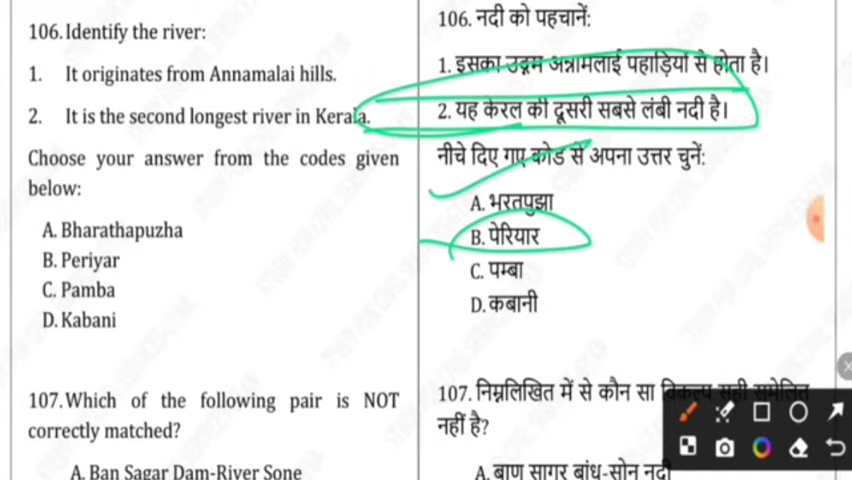 106. Identify the river:
1. It originates from Annamalai hills.
2. It is the second longest river in Kerala.
Choose your answer from the codes given
below:
A. Bharathapuzha
B. Periyar
C. Pamba
D. Kabani
107. Which of the following pair is NOT
correctly matched?
A. Ban Sagar Dam-River Sone
106. नदी को पहचानें:
1. इसका उद्गम अन्नामलाई पहाड़ियों से होता है।
2. यह केरल की दूसरी सबसे लंबी नदी है।
नीचे दिए गए कोड से अपना उत्तर चुनें:
A. भरतपुझा
B. पेरियार
C. पम्बा
D. कबानी
107. निम्नलिखित में से कौन सा विकल्प सही सुमेलित
नहीं है?
A. बाण सागर बांध-सोन नदी